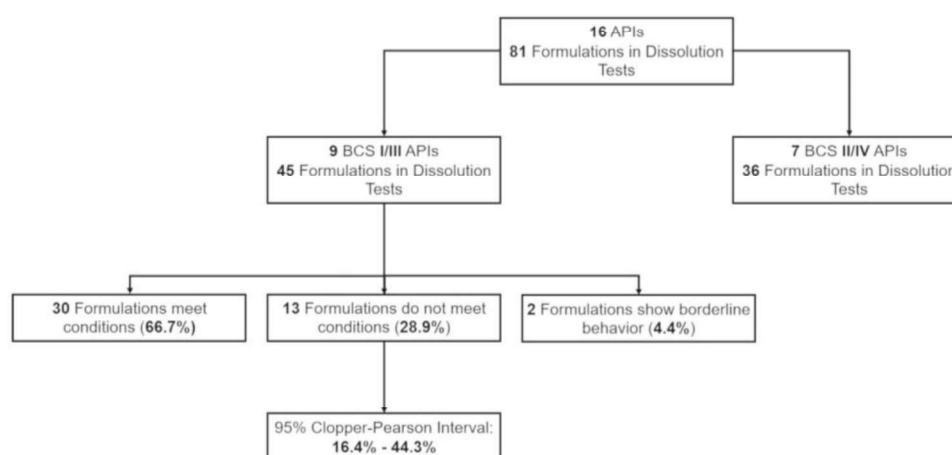 16 APIs
81 Formulations in Dissolution
Tests
9 BCS I/III APIs
45 Formulations in Dissolution
Tests
7 BCS II/IV APIs
36 Formulations in Dissolution
Tests
30 Formulations meet
conditions (66.7%)
13 Formulations do not meet
conditions (28.9%)
2 Formulations show borderline
behavior (4.4%)
95% Clopper-Pearson Interval:
16.4% - 44.3%